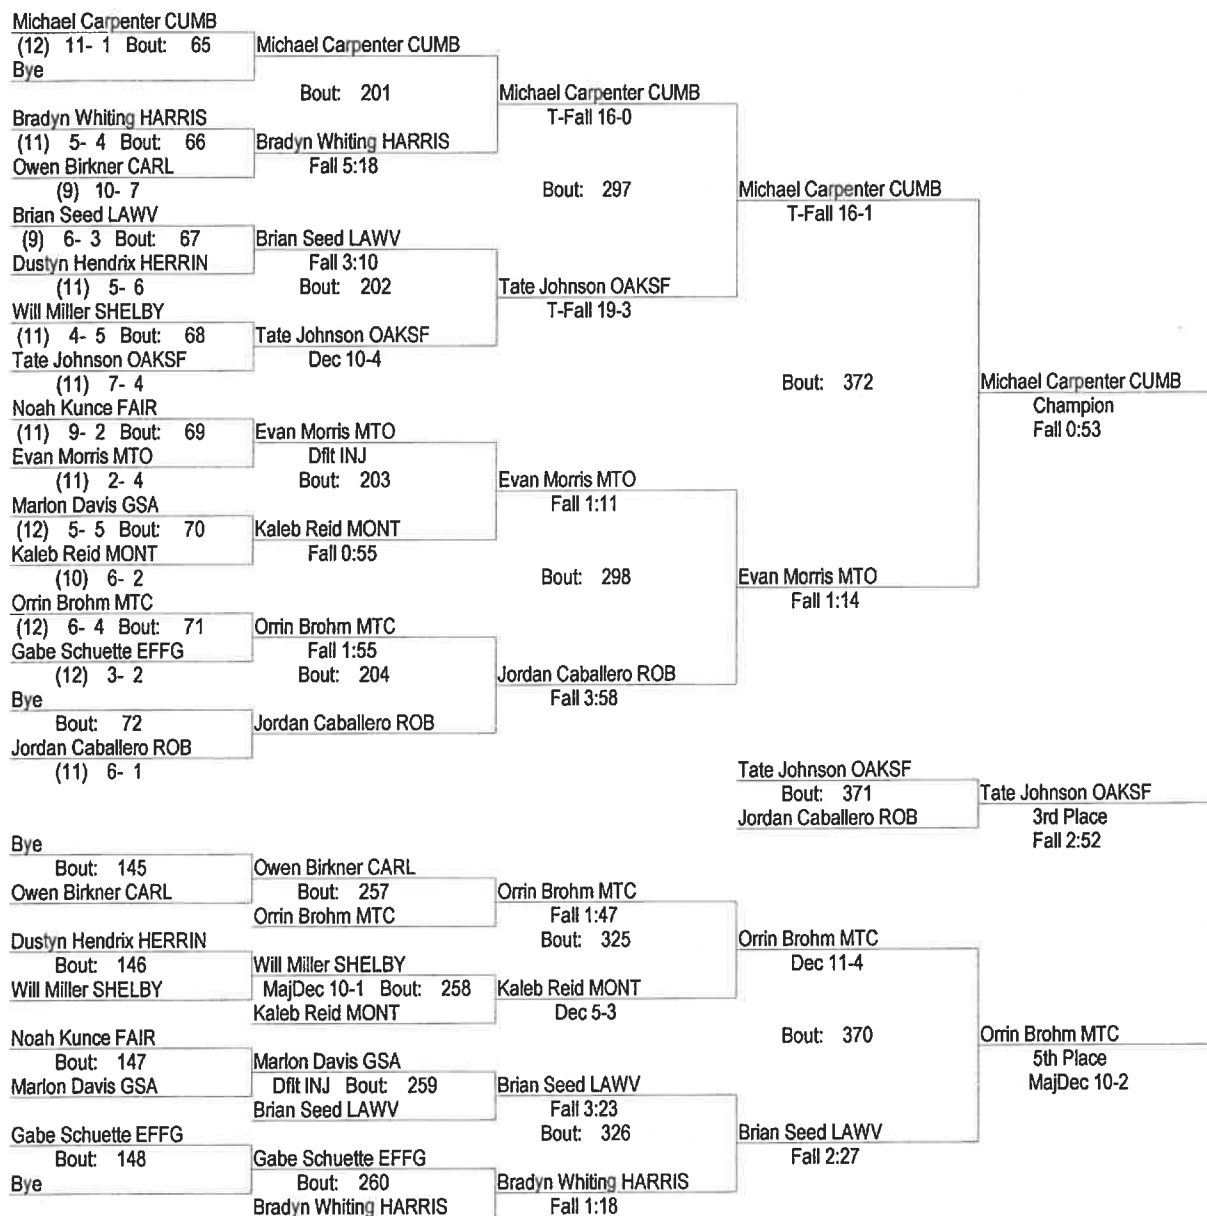 Michael Carpenter CUMB
(12) 11- 1 Bout: 65
Bye
Bradyn Whiting HARRIS
(11) 5- 4 Bout: 66
Owen Birkner CARL
(9) 10- 7
Brian Seed LAWV
(9) 6- 3 Bout: 67
Dustyn Hendrix HERRIN
(11) 5- 6
Will Miller SHELBY
(11) 4- 5 Bout: 68
Tate Johnson OAKSF
(11) 7- 4
Noah Kunce FAIR
(11) 9- 2 Bout: 69
Evan Morris MTO
(11) 2- 4
Marlon Davis GSA
(12) 5- 5 Bout: 70
Kaleb Reid MONT
(10) 6- 2
Orrin Brohm MTC
(12) 6- 4 Bout: 71
Gabe Schuette EFFG
(12) 3- 2
Bye
Bout: 72
Jordan Caballero ROB
(11) 6- 1
Michael Carpenter CUMB
Bout: 201
Bradyn Whiting HARRIS
Fall 5:18
Brian Seed LAWV
Fall 3:10
Bout: 202
Tate Johnson OAKSF
Dec 10-4
Evan Morris MTO
Dflt INJ
Bout: 203
Kaleb Reid MONT
Fall 0:55
Orrin Brohm MTC
Fall 1:55
Bout: 204
Jordan Caballero ROB
Michael Carpenter CUMB
T-Fall 16-0
Bout: 297
Tate Johnson OAKSF
T-Fall 19-3
Evan Morris MTO
Fall 1:11
Bout: 298
Jordan Caballero ROB
Fall 3:58
Michael Carpenter CUMB
T-Fall 16-1
Bout: 372
Evan Morris MTO
Fall 1:14
Michael Carpenter CUMB
Champion
Fall 0:53
Tate Johnson OAKSF
Bout: 371
Jordan Caballero ROB
Tate Johnson OAKSF
3rd Place
Fall 2:52
Bye
Bout: 145
Owen Birkner CARL
Dustyn Hendrix HERRIN
Bout: 146
Will Miller SHELBY
Noah Kunce FAIR
Bout: 147
Marlon Davis GSA
Gabe Schuette EFFG
Bout: 148
Bye
Owen Birkner CARL
Bout: 257
Orrin Brohm MTC
Will Miller SHELBY
MajDec 10-1 Bout: 258
Kaleb Reid MONT
Marlon Davis GSA
Dflt INJ Bout: 259
Brian Seed LAWV
Gabe Schuette EFFG
Bout: 260
Bradyn Whiting HARRIS
Orrin Brohm MTC
Fall 1:47
Bout: 325
Kaleb Reid MONT
Dec 5-3
Brian Seed LAWV
Fall 3:23
Bout: 326
Bradyn Whiting HARRIS
Fall 1:18
Orrin Brohm MTC
Dec 11-4
Bout: 370
Brian Seed LAWV
Fall 2:27
Orrin Brohm MTC
5th Place
MajDec 10-2